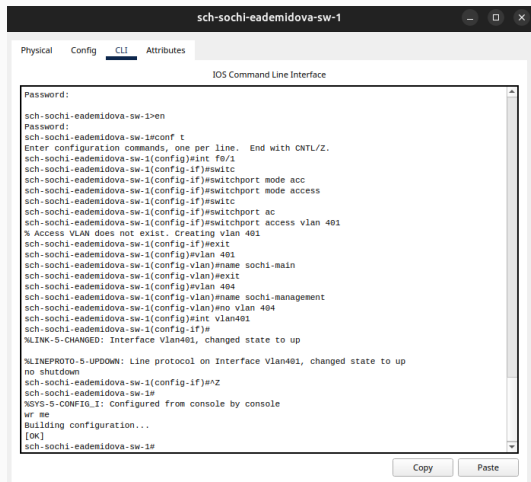 sch-sochi-eademidova-sw-1
Physical Config CLI Attributes
IOS Command Line Interface
Password:
sch-sochi-eademidova-sw-1>en
Password:
sch-sochi-eademidova-sw-1#conf t
Enter configuration commands, one per line.  End with CNTL/Z.
sch-sochi-eademidova-sw-1(config)#int f0/1
sch-sochi-eademidova-sw-1(config-if)#switc
sch-sochi-eademidova-sw-1(config-if)#switchport mode acc
sch-sochi-eademidova-sw-1(config-if)#switchport mode access
sch-sochi-eademidova-sw-1(config-if)#switc
sch-sochi-eademidova-sw-1(config-if)#switchport ac
sch-sochi-eademidova-sw-1(config-if)#switchport access vlan 401
% Access VLAN does not exist. Creating vlan 401
sch-sochi-eademidova-sw-1(config-if)#exit
sch-sochi-eademidova-sw-1(config)#vlan 401
sch-sochi-eademidova-sw-1(config-vlan)#name sochi-main
sch-sochi-eademidova-sw-1(config-vlan)#exit
sch-sochi-eademidova-sw-1(config)#vlan 404
sch-sochi-eademidova-sw-1(config-vlan)#name sochi-management
sch-sochi-eademidova-sw-1(config-vlan)#no vlan 404
sch-sochi-eademidova-sw-1(config)#int vlan401
sch-sochi-eademidova-sw-1(config-if)#
%LINK-5-CHANGED: Interface Vlan401, changed state to up
%LINEPROTO-5-UPDOWN: Line protocol on Interface Vlan401, changed state to up
no shutdown
sch-sochi-eademidova-sw-1(config-if)#^Z
sch-sochi-eademidova-sw-1#
%SYS-5-CONFIG_I: Configured from console by console
wr me
Building configuration...
[OK]
sch-sochi-eademidova-sw-1#
Copy Paste